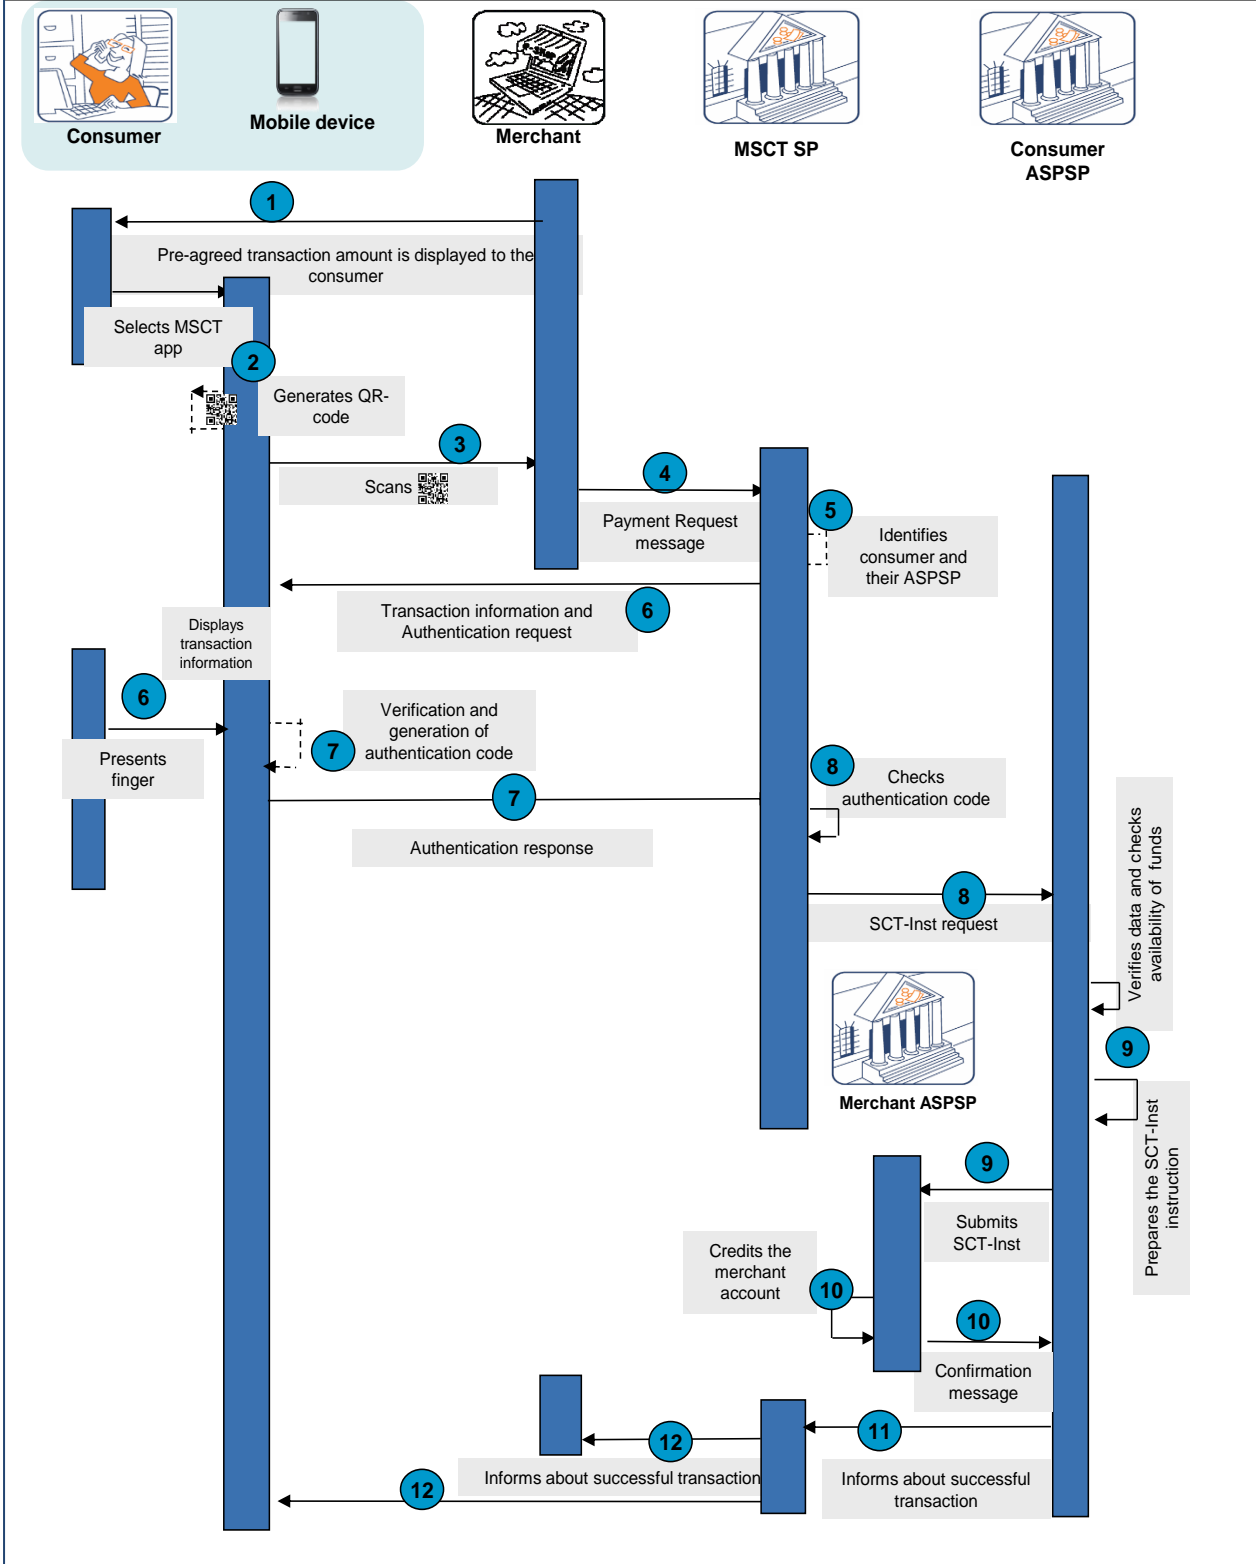 Consumer
Mobile device
Merchant
MSCT SP
Consumer
ASPSP
1
Pre-agreed transaction amount is displayed to the
consumer
Selects MSCT
app
2
Generates QR-
code
3
Scans
4
Payment Request
message
5
Identifies
consumer and
their ASPSP
6
Transaction information and
Authentication request
Displays
transaction
information
6
Presents
finger
Verification and
generation of
authentication code
7
7
Authentication response
8
Checks
authentication code
8
SCT-Inst request
Verifies data and checks
availability of funds
9
Merchant ASPSP
Prepares the SCT-Inst
instruction
9
Submits
SCT-Inst
Credits the
merchant
account
10
10
Confirmation
message
11
Informs about successful
transaction
12
Informs about successful transaction
12